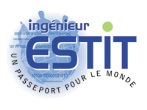 ingénieur
ESTIT
UN PASSEPORT POUR LE MONDE